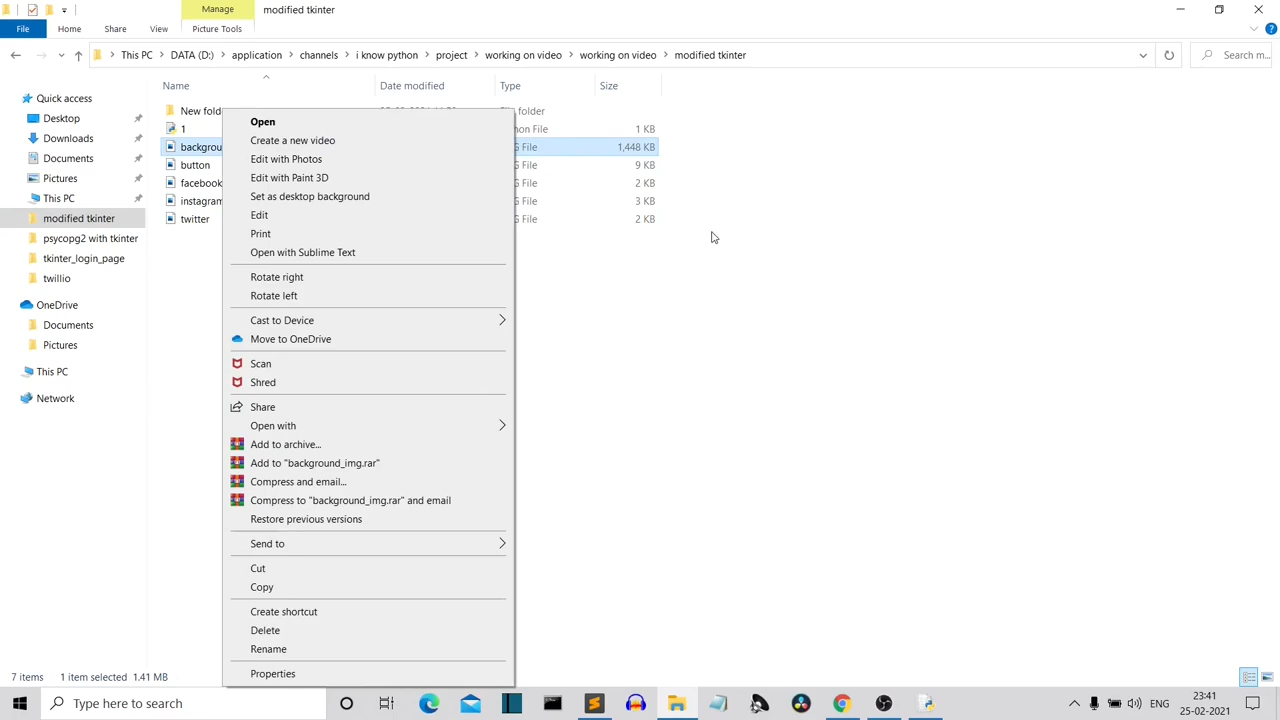 Manage
modified tkinter
File
Home
Share
View
Picture Tools
This PC
DATA (D:)
application
channels
i know python
project
working on video
working on video
modified tkinter
Search m...
Name
Date modified
Type
Size
Quick access
Desktop
Downloads
Documents
Pictures
This PC
modified tkinter
psycopg2 with tkinter
tkinter_login_page
twillio
OneDrive
Documents
Pictures
This PC
Network
New fold
folder
1
hon File
1 KB
backgrou
G File
1,448 KB
button
G File
9 KB
facebook
G File
2 KB
instagram
G File
3 KB
twitter
G File
2 KB
Open
Create a new video
Edit with Photos
Edit with Paint 3D
Set as desktop background
Edit
Print
Open with Sublime Text
Rotate right
Rotate left
Cast to Device
Move to OneDrive
Scan
Shred
Share
Open with
Add to archive...
Add to "background_img.rar"
Compress and email...
Compress to "background_img.rar" and email
Restore previous versions
Send to
Cut
Copy
Create shortcut
Delete
Rename
Properties
7 items
1 item selected 1.41 MB
Type here to search
ENG
23:41
25-02-2021